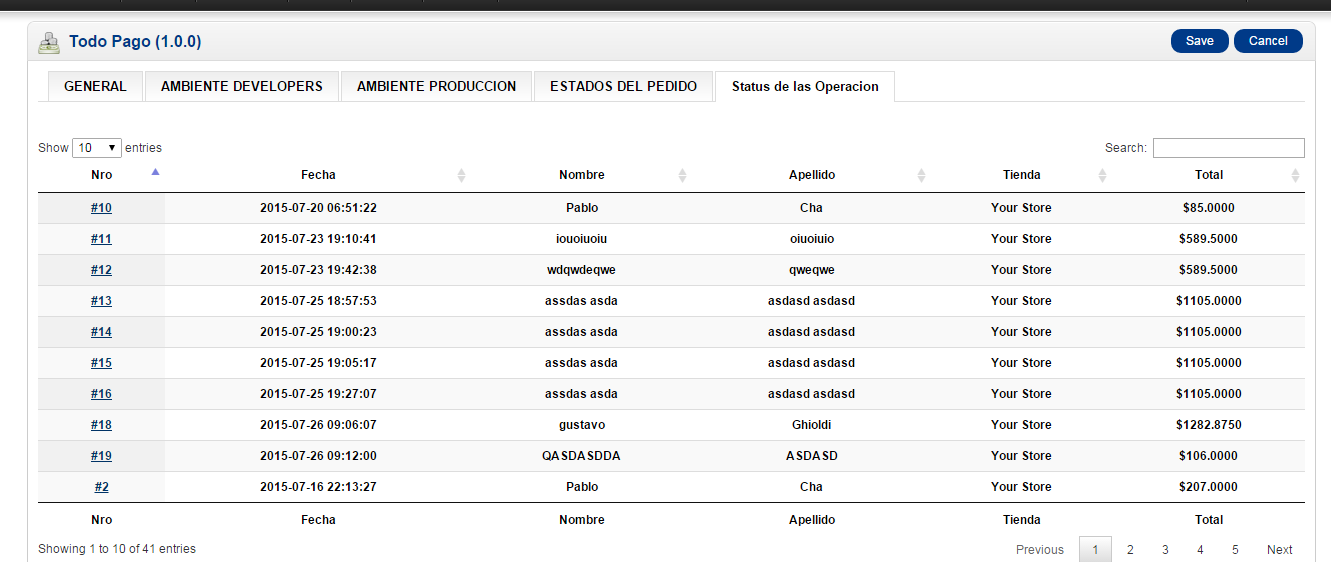 Todo Pago (1.0.0) Save Cancel
GENERAL AMBIENTE DEVELOPERS AMBIENTE PRODUCCION ESTADOS DEL PEDIDO Status de las Operacion
Show 10 entries Search:
Nro Fecha Nombre Apellido Tienda Total
#10 2015-07-20 06:51:22 Pablo Cha Your Store $85.0000
#11 2015-07-23 19:10:41 iouoiuoiu oiuoiuio Your Store $589.5000
#12 2015-07-23 19:42:38 wdqwdeqwe qweqwe Your Store $589.5000
#13 2015-07-25 18:57:53 assdas asda asdasd asdasd Your Store $1105.0000
#14 2015-07-25 19:00:23 assdas asda asdasd asdasd Your Store $1105.0000
#15 2015-07-25 19:05:17 assdas asda asdasd asdasd Your Store $1105.0000
#16 2015-07-25 19:27:07 assdas asda asdasd asdasd Your Store $1105.0000
#18 2015-07-26 09:06:07 gustavo Ghioldi Your Store $1282.8750
#19 2015-07-26 09:12:00 QASDASDDA ASDASD Your Store $106.0000
#2 2015-07-16 22:13:27 Pablo Cha Your Store $207.0000
Nro Fecha Nombre Apellido Tienda Total
Showing 1 to 10 of 41 entries Previous 1 2 3 4 5 Next